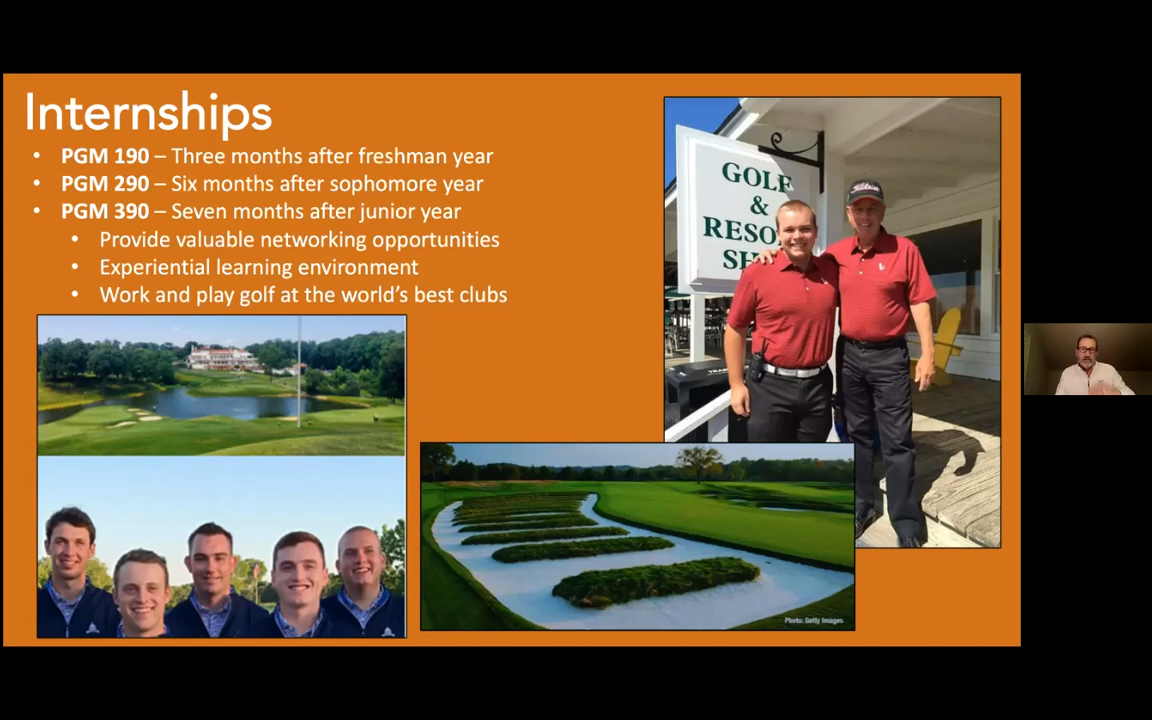 Internships
• PGM 190 – Three months after freshman year
• PGM 290 – Six months after sophomore year
• PGM 390 – Seven months after junior year
• Provide valuable networking opportunities
• Experiential learning environment
• Work and play golf at the world's best clubs
GOLF
&
RESO
SH
Titleist
Photo: Getty Images